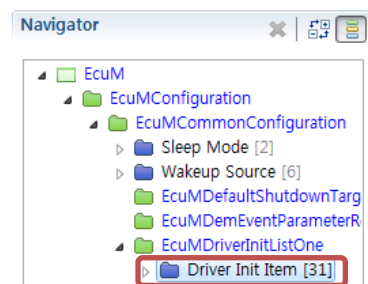 Navigator
EcuM
EcuMConfiguration
EcuMCommonConfiguration
Sleep Mode [2]
Wakeup Source [6]
EcuMDefaultShutdownTarg
EcuMDemEventParameterR
EcuMDriverInitListOne
Driver Init Item [31]